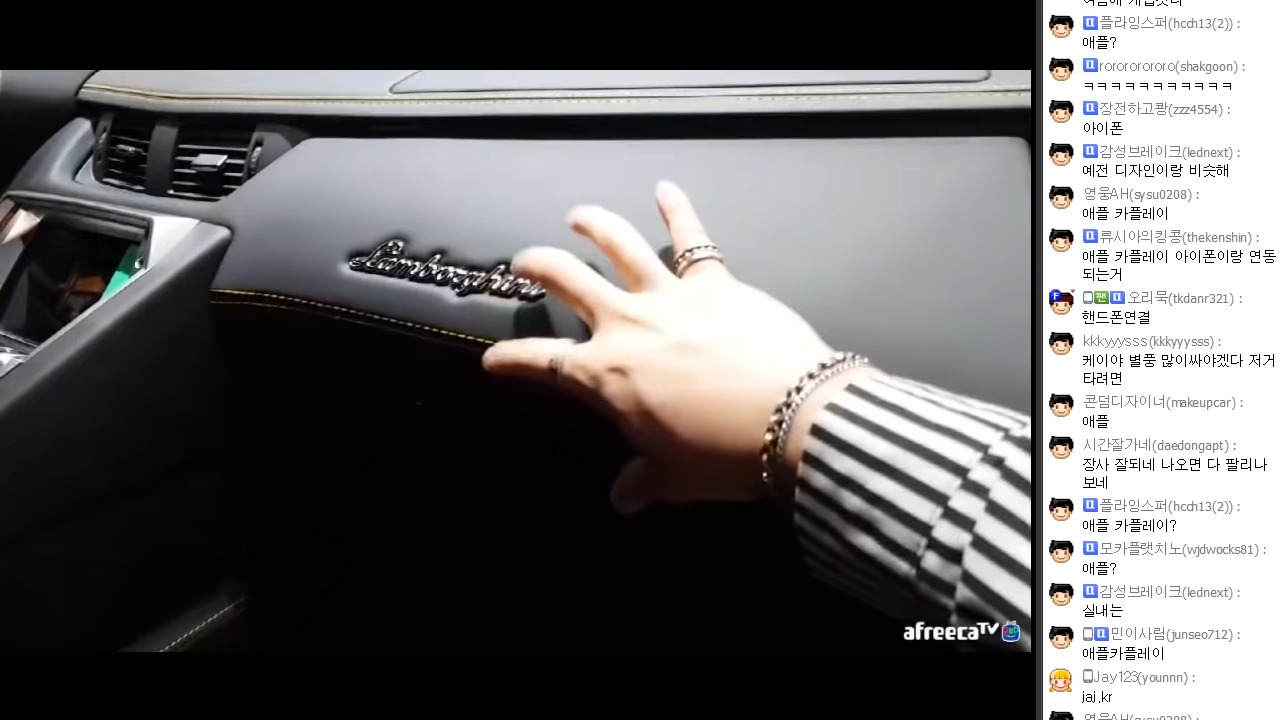 Lamborghini
afreecaTV
플라잉스퍼(hcch13(2)) :
애플?
rorororororo(shakgoon) :
ㅋㅋㅋㅋㅋㅋㅋㅋㅋㅋㅋ
장전하고쾅(zzz4554) :
아이폰
감성브레이크(lednext) :
예전 디자인이랑 비슷해
영웅AH(sysu0208) :
애플 카플레이
류시아의킹콩(thekenshin) :
애플 카플레이 아이폰이랑 연동
되는거
F 팬 오리묵(tkdanr321) :
핸드폰연결
kkkyyysss(kkkyyysss) :
케이야 별풍 많이싸야겠다 저거
타려면
콘덤디자이너(makeupcar) :
애플
시간잘가네(daedongapt) :
장사 잘되네 나오면 다 팔리나
보네
플라잉스퍼(hcch13(2)) :
애플 카플레이?
모카플랫치노(wjdwocks81) :
애플?
감성브레이크(lednext) :
실내는
민이사럼(junseo712) :
애플카플레이
Jay123(younnn) :
jaj.kr
영웅AH(sysu0208) :